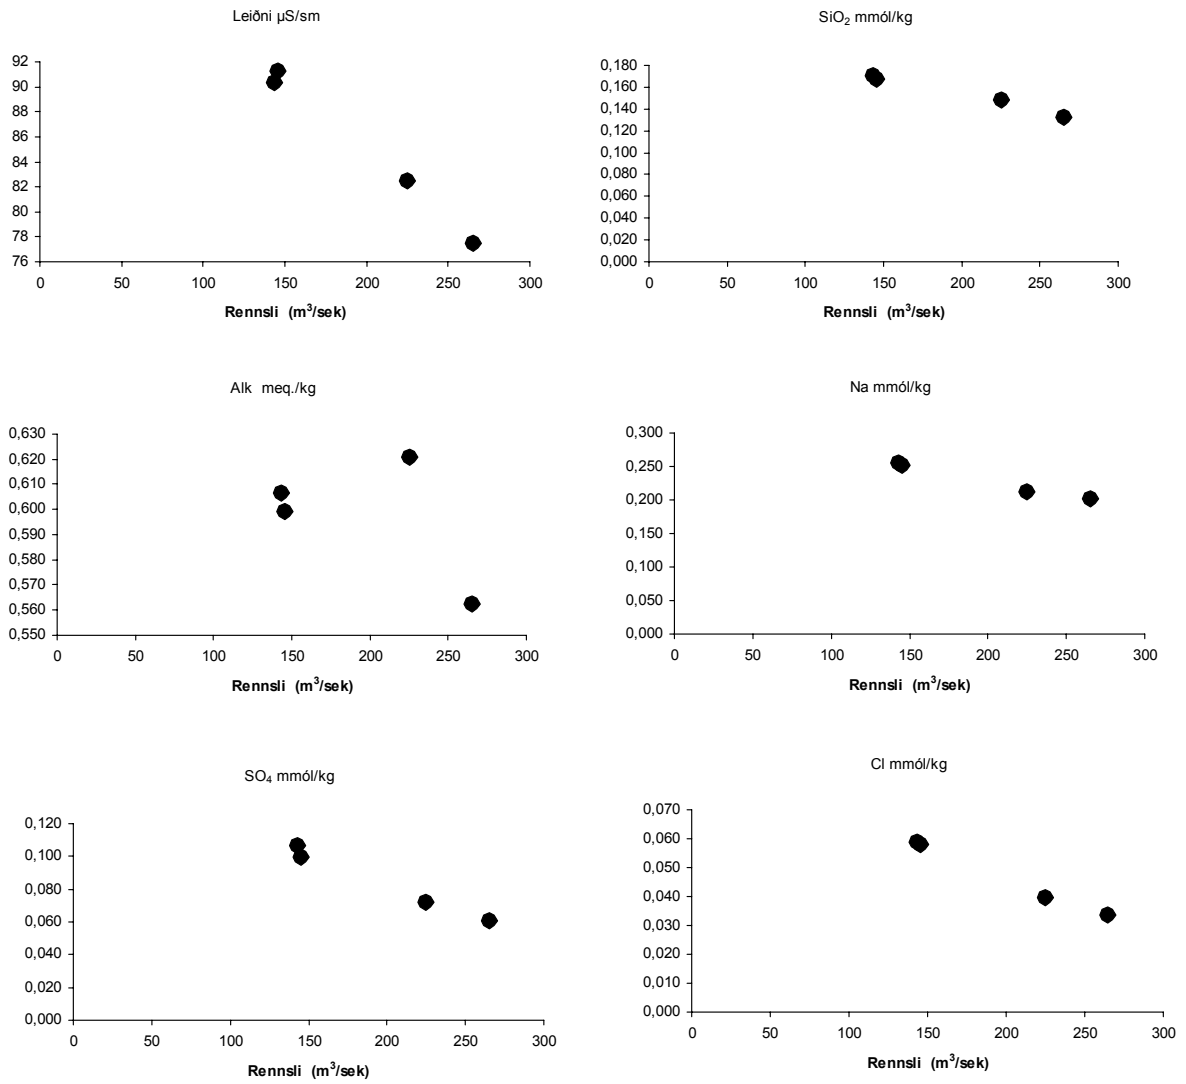 Leiðni µS/sm
92
90
88
86
84
82
80
78
76
0 50 100 150 200 250 300
Rennsli (m³/sek)
SiO₂ mmól/kg
0,180
0,160
0,140
0,120
0,100
0,080
0,060
0,040
0,020
0,000
0 50 100 150 200 250 300
Rennsli (m³/sek)
Alk meq./kg
0,630
0,620
0,610
0,600
0,590
0,580
0,570
0,560
0,550
0 50 100 150 200 250 300
Rennsli (m³/sek)
Na mmól/kg
0,300
0,250
0,200
0,150
0,100
0,050
0,000
0 50 100 150 200 250 300
Rennsli (m³/sek)
SO₄ mmól/kg
0,120
0,100
0,080
0,060
0,040
0,020
0,000
0 50 100 150 200 250 300
Rennsli (m³/sek)
Cl mmól/kg
0,070
0,060
0,050
0,040
0,030
0,020
0,010
0,000
0 50 100 150 200 250 300
Rennsli (m³/sek)